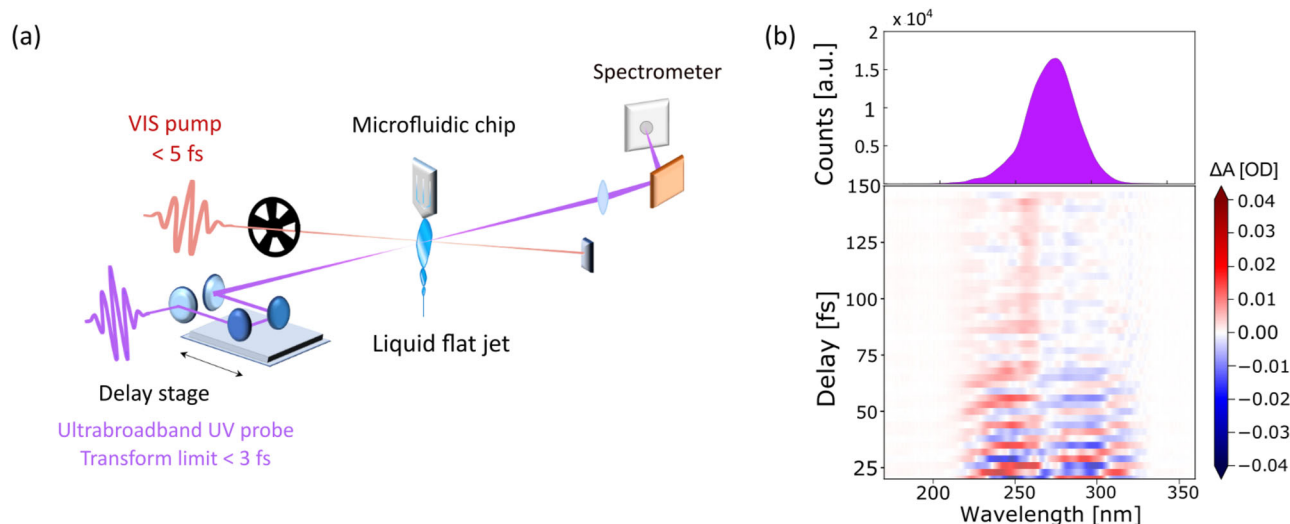 (a)
VIS pump
< 5 fs
Microfluidic chip
Spectrometer
Liquid flat jet
Delay stage
Ultrabroadband UV probe
Transform limit < 3 fs
(b)
x 10⁴
Counts [a.u.]
2
1.5
1
0.5
150
125
100
75
50
25
Delay [fs]
200
250
300
350
Wavelength [nm]
ΔA [OD]
0.04
0.03
0.02
0.01
0.00
−0.01
−0.02
−0.03
−0.04